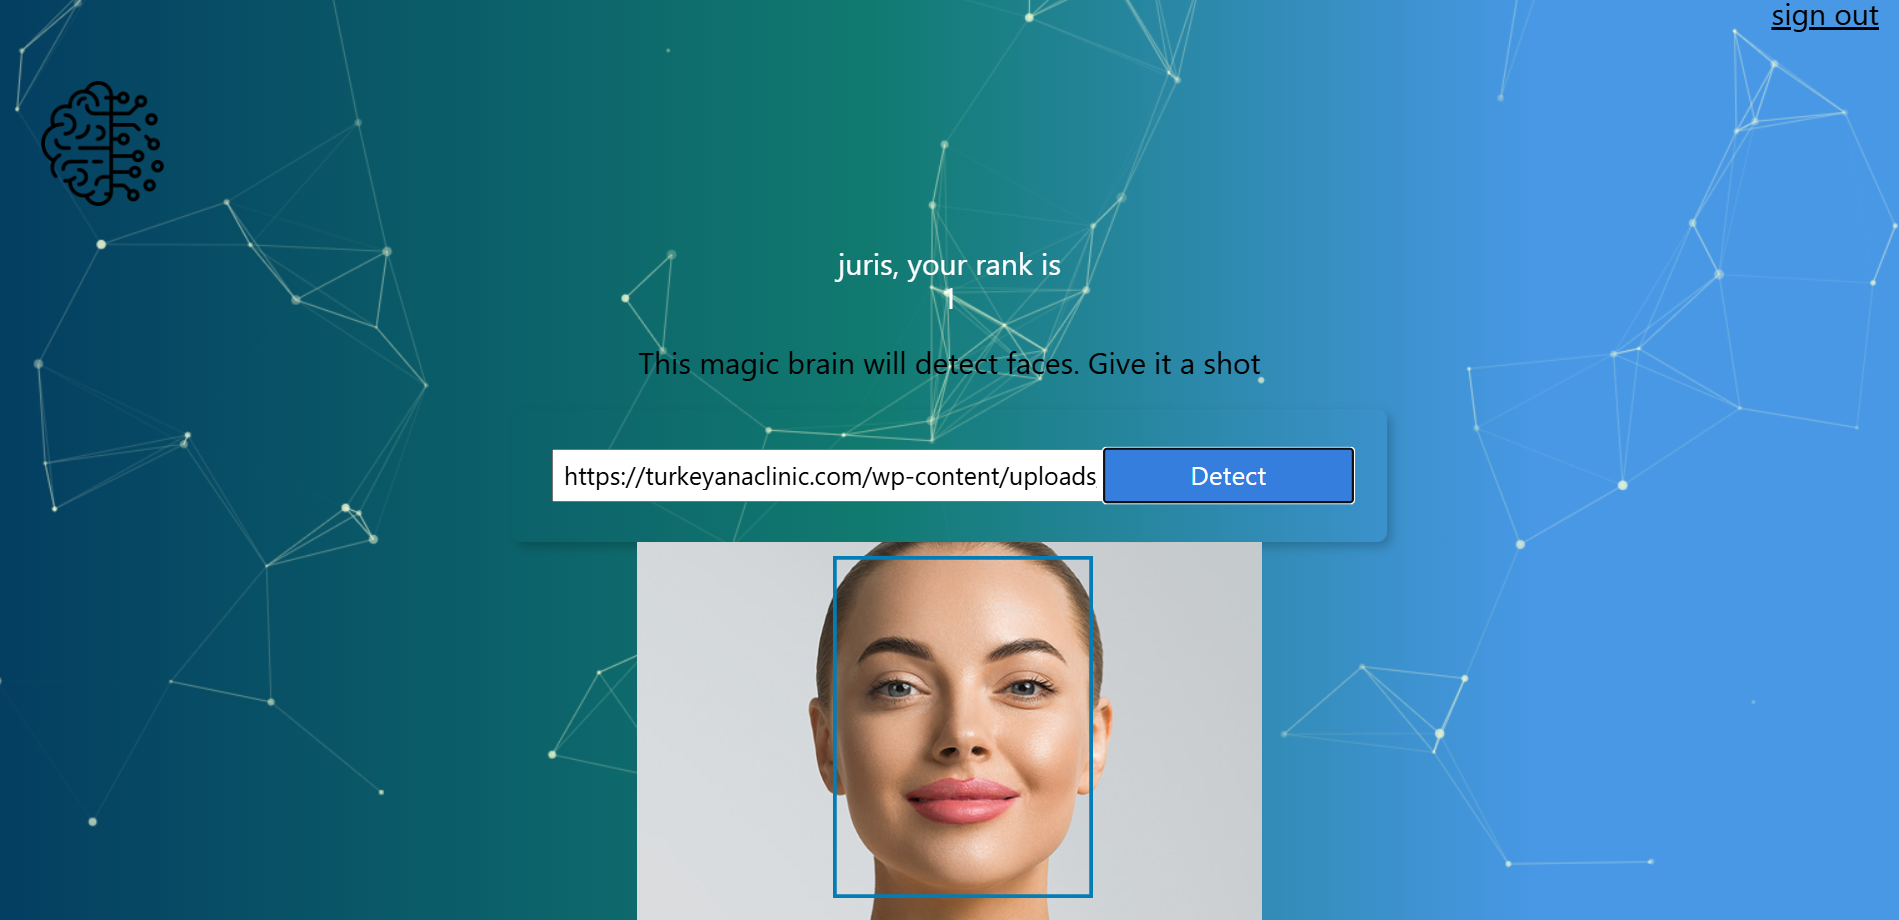 sign out
juris, your rank is
1
This magic brain will detect faces. Give it a shot
https://turkeyanaclinic.com/wp-content/uploads
Detect